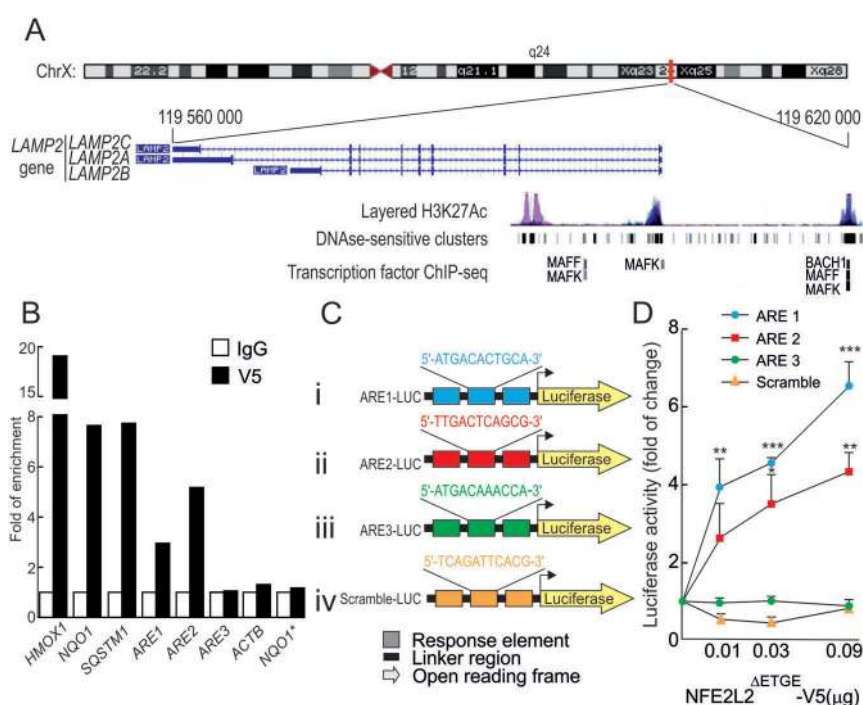 A
q24
ChrX: 22.2 12 q21.1 Xq23 2 Xq25 Xq28
119 560 000 119 620 000
LAMP2 gene
LAMP2C LAMP2
LAMP2A LAMP2
LAMP2B LAMP2
Layered H3K27Ac
DNAse-sensitive clusters
Transcription factor ChIP-seq
MAFF
MAFK
MAFK
BACH1
MAFF
MAFK
B
IgG
V5
Fold of enrichment
20
15
8
6
4
2
0
HMOX1 NQO1 SQSTM1 ARE1 ARE2 ARE3 ACTB NQO1*
C
5'-ATGACACTGCA-3'
i ARE1-LUC Luciferase
5'-TTGACTCAGCG-3'
ii ARE2-LUC Luciferase
5'-ATGACAAACCA-3'
iii ARE3-LUC Luciferase
5'-TCAGATTCACG-3'
iv Scramble-LUC Luciferase
Response element
Linker region
Open reading frame
D
ARE 1
ARE 2
ARE 3
Scramble
Luciferase activity (fold of change)
8
6
4
2
0
** *** * *** **
0.01 0.03 0.09
NFE2L2 ΔETGE -V5(µg)